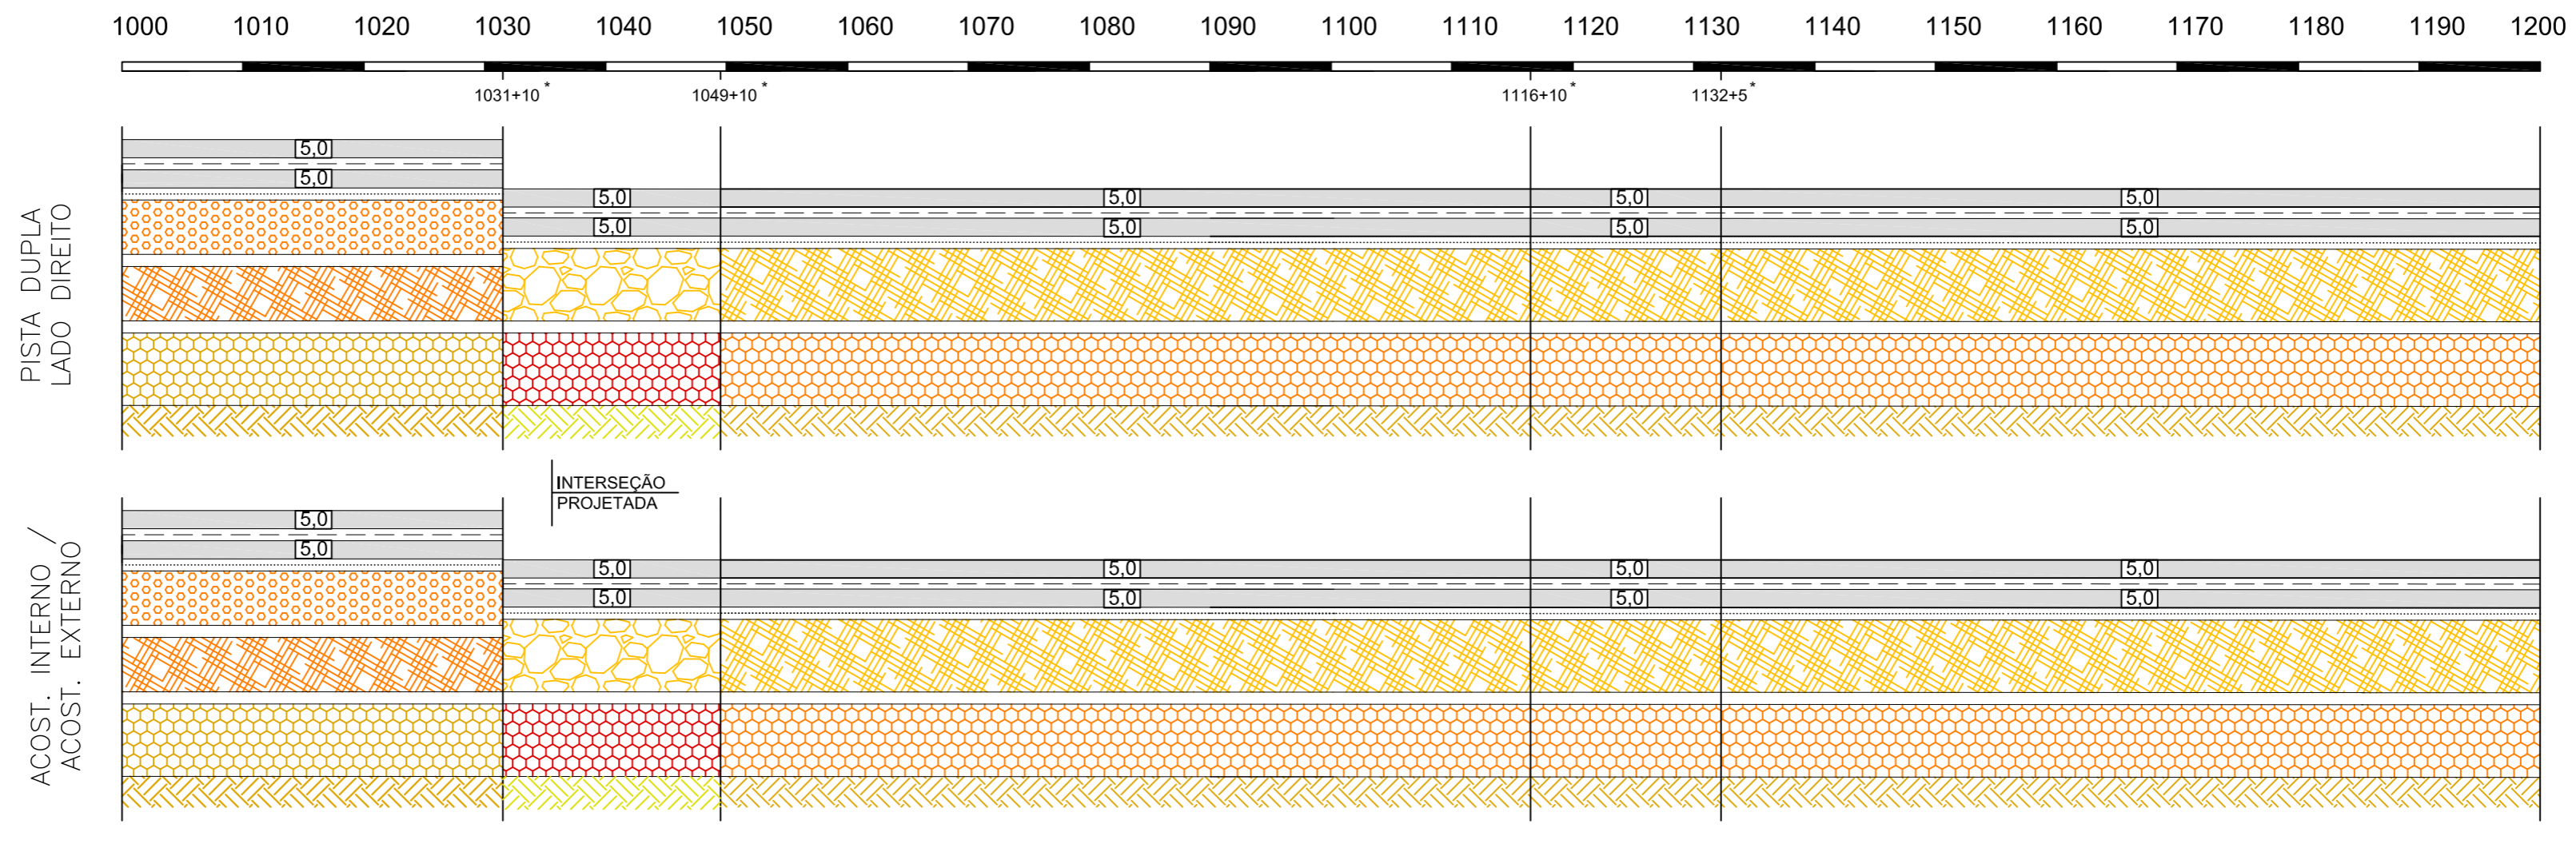 1000 1010 1020 1030 1040 1050 1060 1070 1080 1090 1100 1110 1120 1130 1140 1150 1160 1170 1180 1190 1200
1031+10* 1049+10* 1116+10* 1132+5*
PISTA DUPLA
LADO DIREITO
5,0
5,0
5,0 5,0 5,0 5,0
5,0 5,0 5,0 5,0
INTERSEÇÃO
PROJETADA
ACOST. INTERNO /
ACOST. EXTERNO
5,0
5,0
5,0 5,0 5,0 5,0
5,0 5,0 5,0 5,0